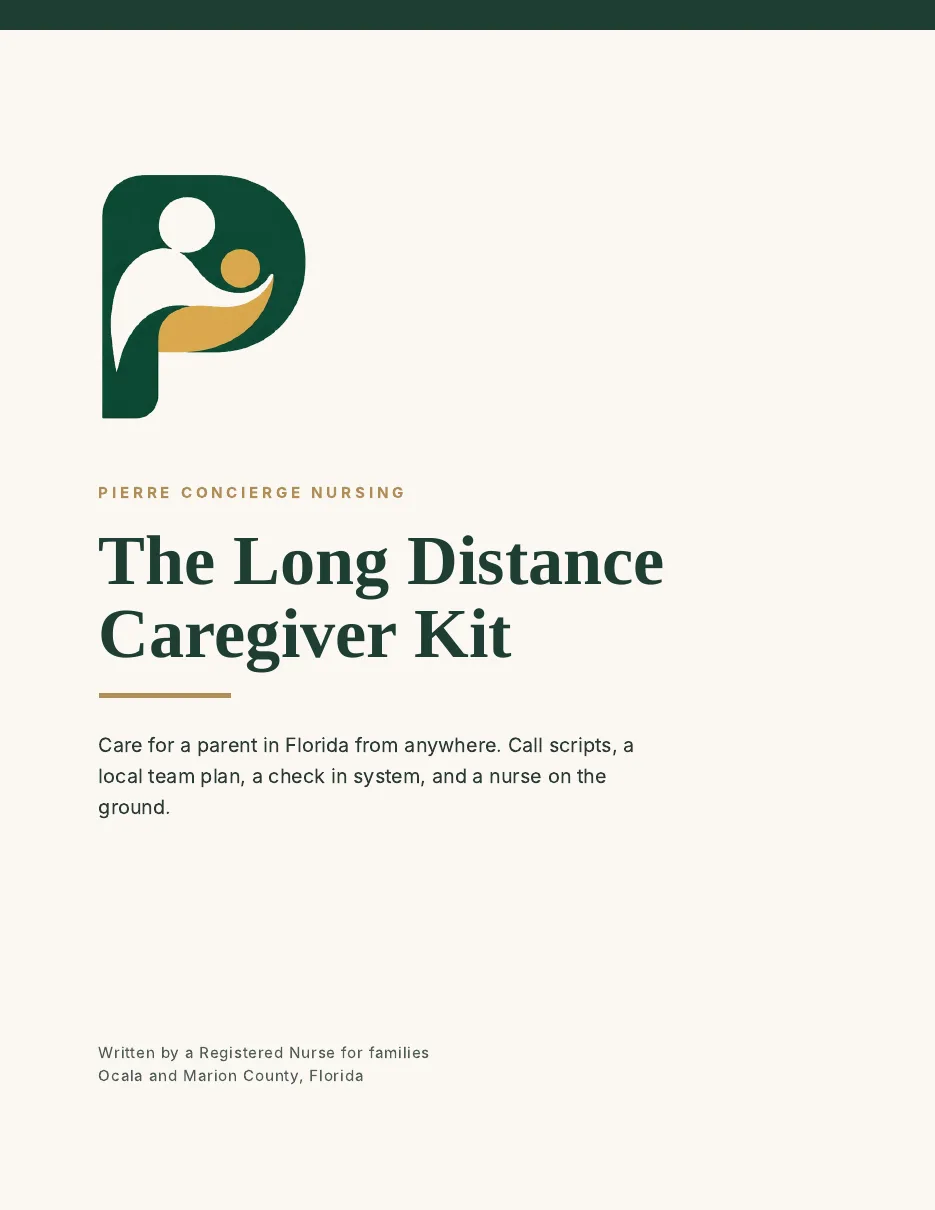 PIERRE CONCIERGE NURSING
The Long Distance
Caregiver Kit
Care for a parent in Florida from anywhere. Call scripts, a
local team plan, a check in system, and a nurse on the
ground.
Written by a Registered Nurse for families
Ocala and Marion County, Florida